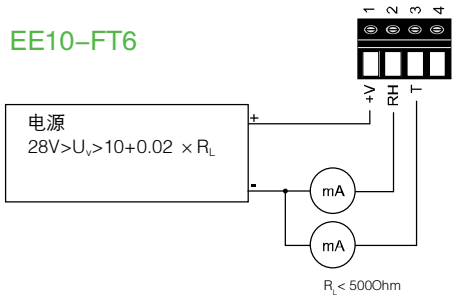 EE10-FT6
1 2 3 4
+V RH T
电源
28V>Uv>10+0.02 ×RL
+
-
mA
mA
RL< 500Ohm